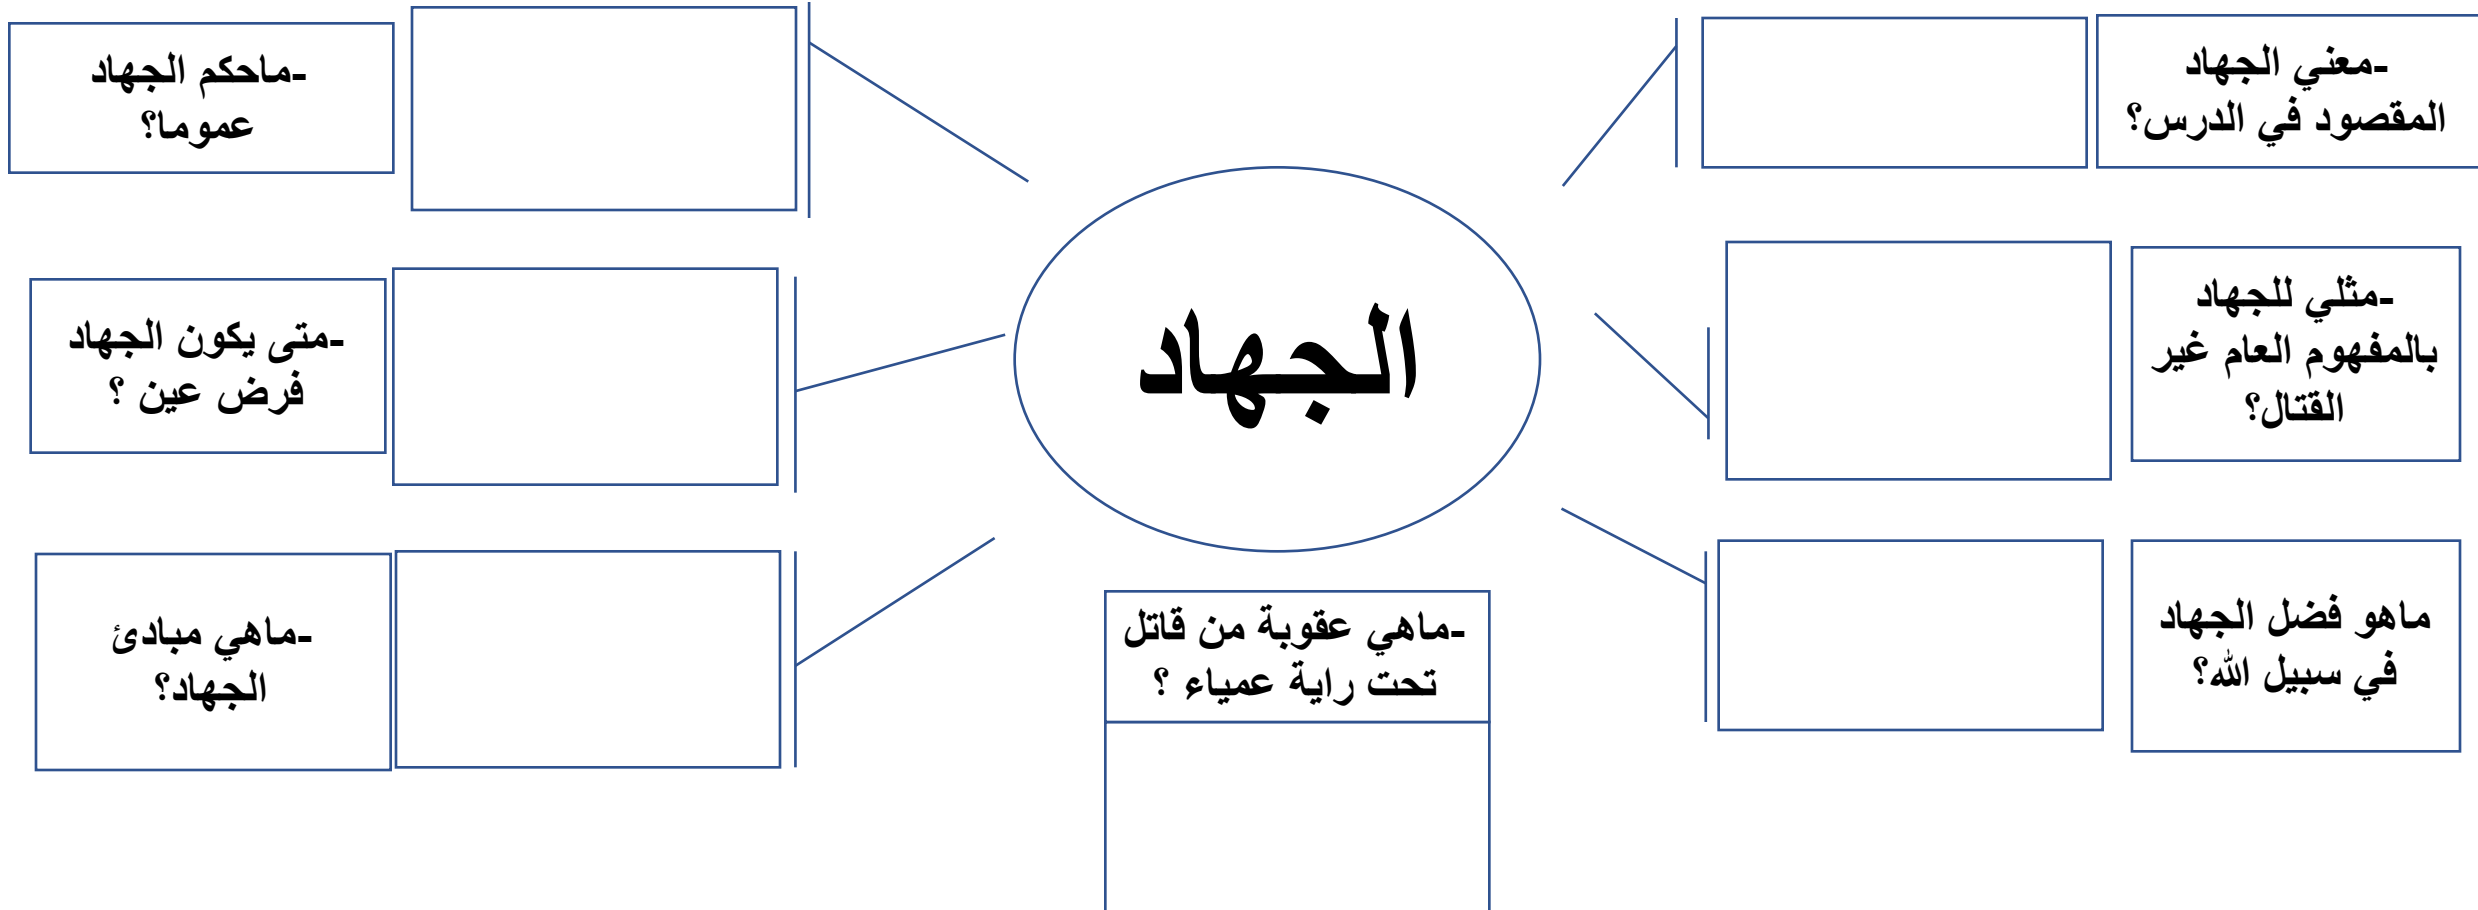 -معني الجهاد
المقصود في الدرس؟
-ماحكم الجهاد
عموما؟
الجهاد
-مثلي للجهاد
بالمفهوم العام غير
القتال؟
-متى يكون الجهاد
فرض عين ؟
ماهو فضل الجهاد
في سبيل الله؟
-ماهي مبادئ
الجهاد؟
-ماهي عقوبة من قاتل
تحت راية عمياء ؟